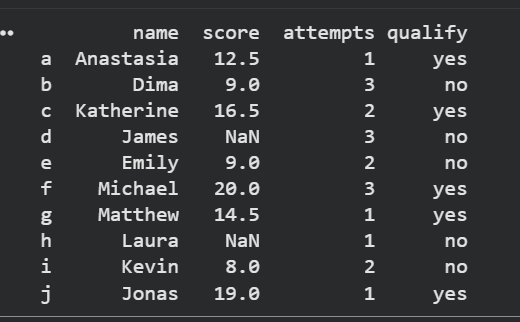 name score attempts qualify
a Anastasia 12.5 1 yes
b Dima 9.0 3 no
c Katherine 16.5 2 yes
d James NaN 3 no
e Emily 9.0 2 no
f Michael 20.0 3 yes
g Matthew 14.5 1 yes
h Laura NaN 1 no
i Kevin 8.0 2 no
j Jonas 19.0 1 yes